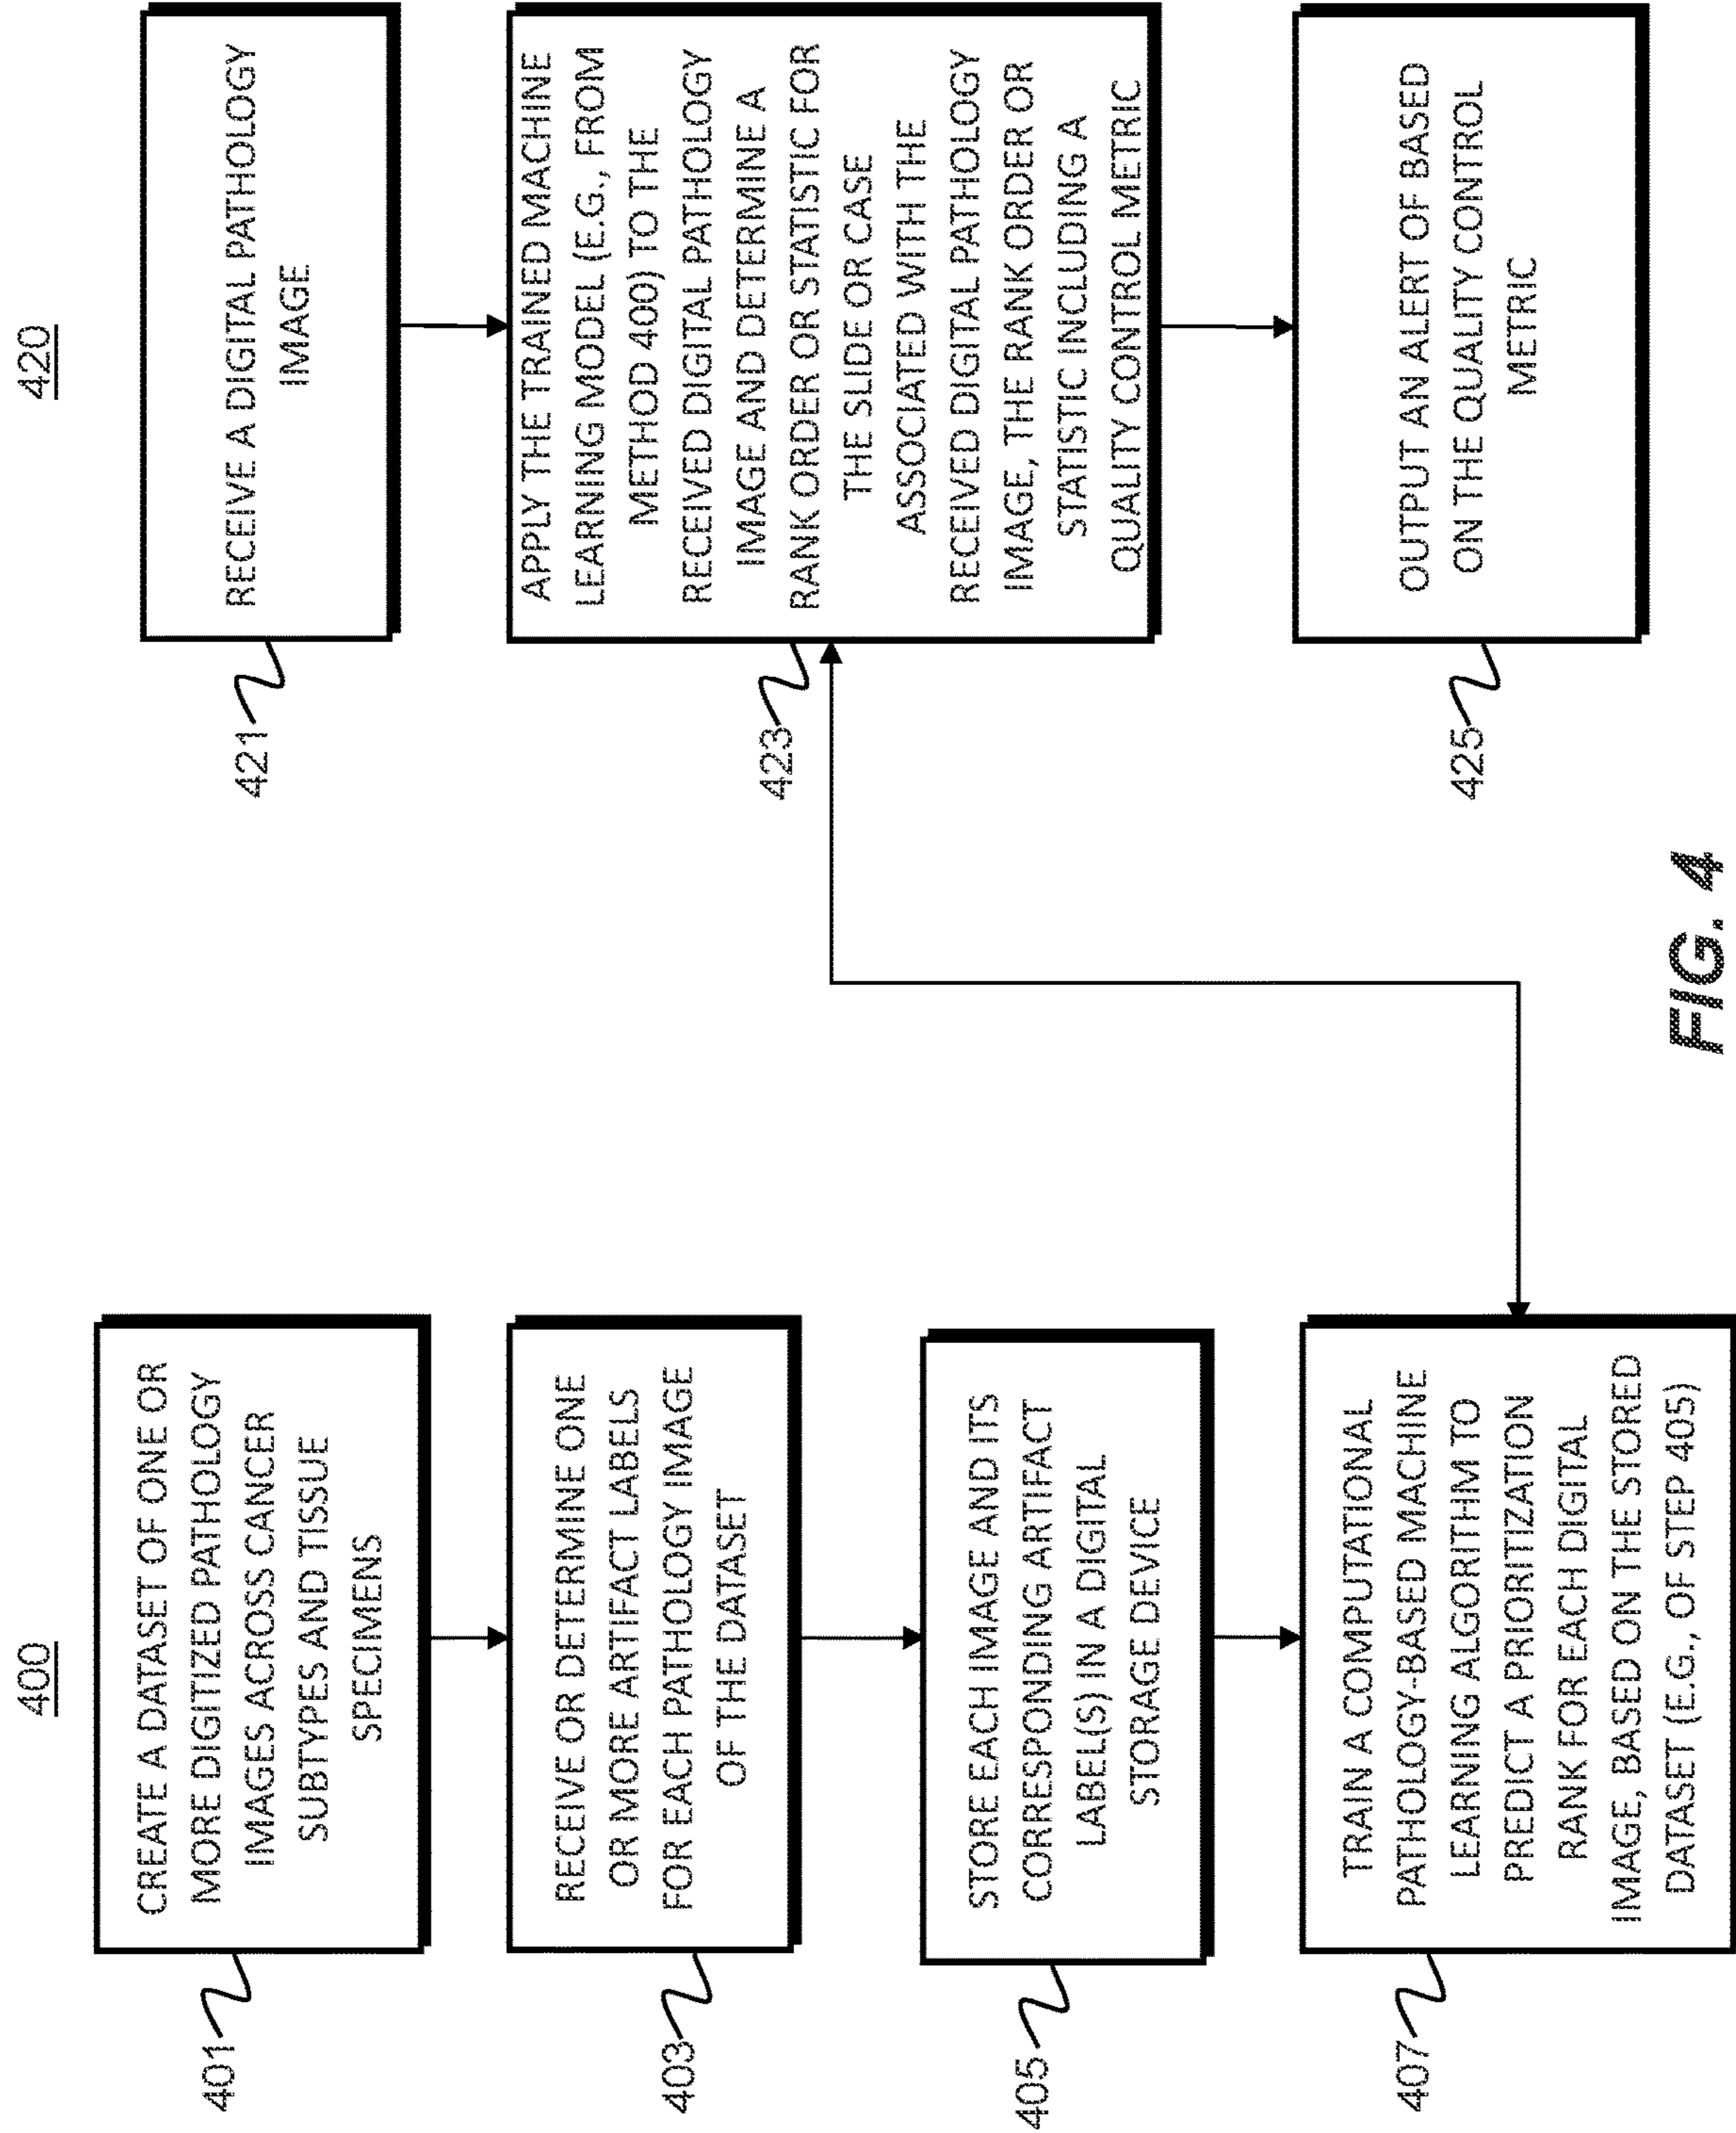 400
401
CREATE A DATASET OF ONE OR
MORE DIGITIZED PATHOLOGY
IMAGES ACROSS CANCER
SUBTYPES AND TISSUE
SPECIMENS
403
RECEIVE OR DETERMINE ONE
OR MORE ARTIFACT LABELS
FOR EACH PATHOLOGY IMAGE
OF THE DATASET
405
STORE EACH IMAGE AND ITS
CORRESPONDING ARTIFACT
LABEL(S) IN A DIGITAL
STORAGE DEVICE
407
TRAIN A COMPUTATIONAL
PATHOLOGY-BASED MACHINE
LEARNING ALGORITHM TO
PREDICT A PRIORITIZATION
RANK FOR EACH DIGITAL
IMAGE, BASED ON THE STORED
DATASET (E.G., OF STEP 405)
420
421
RECEIVE A DIGITAL PATHOLOGY
IMAGE
423
APPLY THE TRAINED MACHINE
LEARNING MODEL (E.G., FROM
METHOD 400) TO THE
RECEIVED DIGITAL PATHOLOGY
IMAGE AND DETERMINE A
RANK ORDER OR STATISTIC FOR
THE SLIDE OR CASE
ASSOCIATED WITH THE
RECEIVED DIGITAL PATHOLOGY
IMAGE, THE RANK ORDER OR
STATISTIC INCLUDING A
QUALITY CONTROL METRIC
425
OUTPUT AN ALERT OF BASED
ON THE QUALITY CONTROL
METRIC
FIG. 4